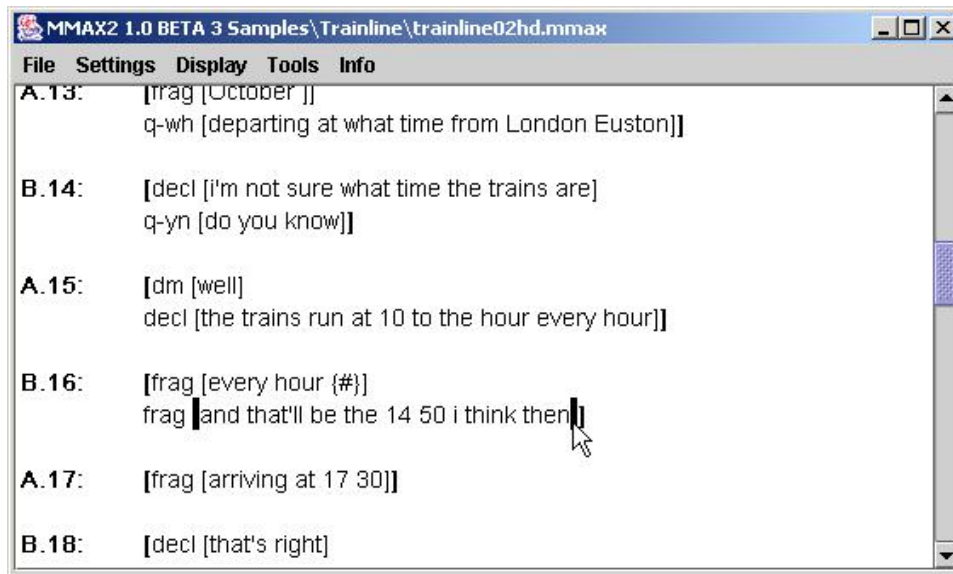 MMAX2 1.0 BETA 3 Samples\Trainline\trainline02hd.mmax
File Settings Display Tools Info
A.13: [frag [October ]]
q-wh [departing at what time from London Euston]]
B.14: [decl [i'm not sure what time the trains are]
q-yn [do you know]]
A.15: [dm [well]
decl [the trains run at 10 to the hour every hour]]
B.16: [frag [every hour {#}]
frag [and that'll be the 14 50 i think then]]
A.17: [frag [arriving at 17 30]]
B.18: [decl [that's right]